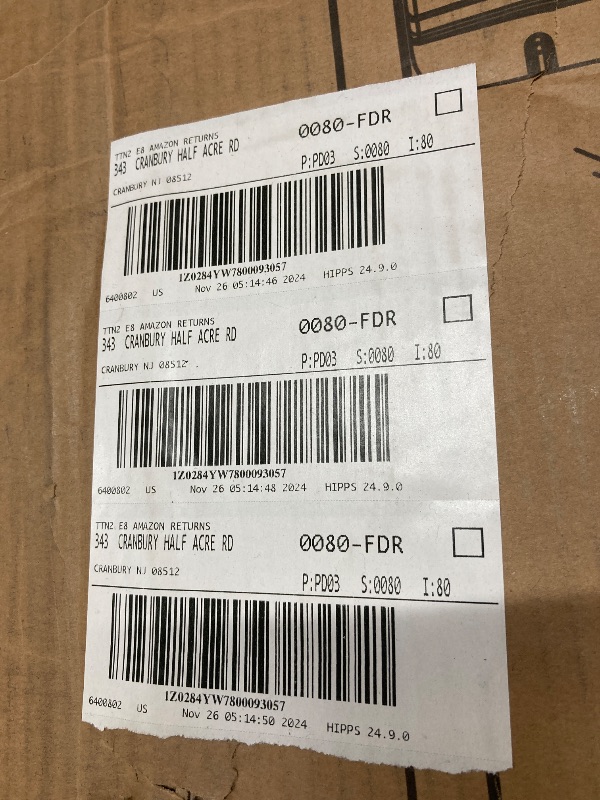 TTN2 E8 AMAZON RETURNS
343 CRANBURY HALF ACRE RD
0080-FDR
CRANBURY NJ 08512
P:PD03 S:0080 I:80
1Z0284YW7800093057
6400802 US Nov 26 05:14:46 2024 HIPPS 24.9.0
TTN2 E8 AMAZON RETURNS
343 CRANBURY HALF ACRE RD
0080-FDR
CRANBURY NJ 08512
P:PD03 S:0080 I:80
1Z0284YW7800093057
6400802 US Nov 26 05:14:48 2024 HIPPS 24.9.0
TTN2 E8 AMAZON RETURNS
343 CRANBURY HALF ACRE RD
0080-FDR
CRANBURY NJ 08512
P:PD03 S:0080 I:80
1Z0284YW7800093057
6400802 US Nov 26 05:14:50 2024 HIPPS 24.9.0